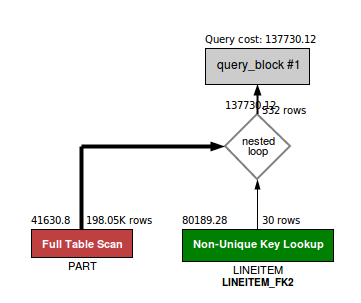 Query cost: 137730.12
query_block #1
137730.12
532 rows
nested
loop
41630.8
198.05K rows
80189.28
30 rows
Full Table Scan
Non-Unique Key Lookup
PART
LINEITEM
LINEITEM_FK2